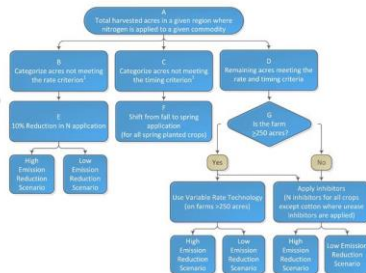 A
Total harvested acres in a given region where
nitrogen is applied to a given commodity
B
Categorize acres not meeting
the rate criterion¹
C
Categorize acres not meeting
the timing criterion¹
D
Remaining acres meeting the
rate and timing criteria
E
10% Reduction in N application
F
Shift from fall to spring
application
(for all spring planted crops)
G
Is the farm
≥250 acres?
High
Emission
Reduction
Scenario
Low
Emission
Reduction
Scenario
Yes
No
Use Variable Rate Technology
(on farms >250 acres)
Apply Inhibitors
(N inhibitors for all crops
except cotton where urease
inhibitors are applied)
High
Emission
Reduction
Scenario
Low
Emission
Reduction
Scenario
High
Emission
Reduction
Scenario
Low Emission
Reduction
Scenario